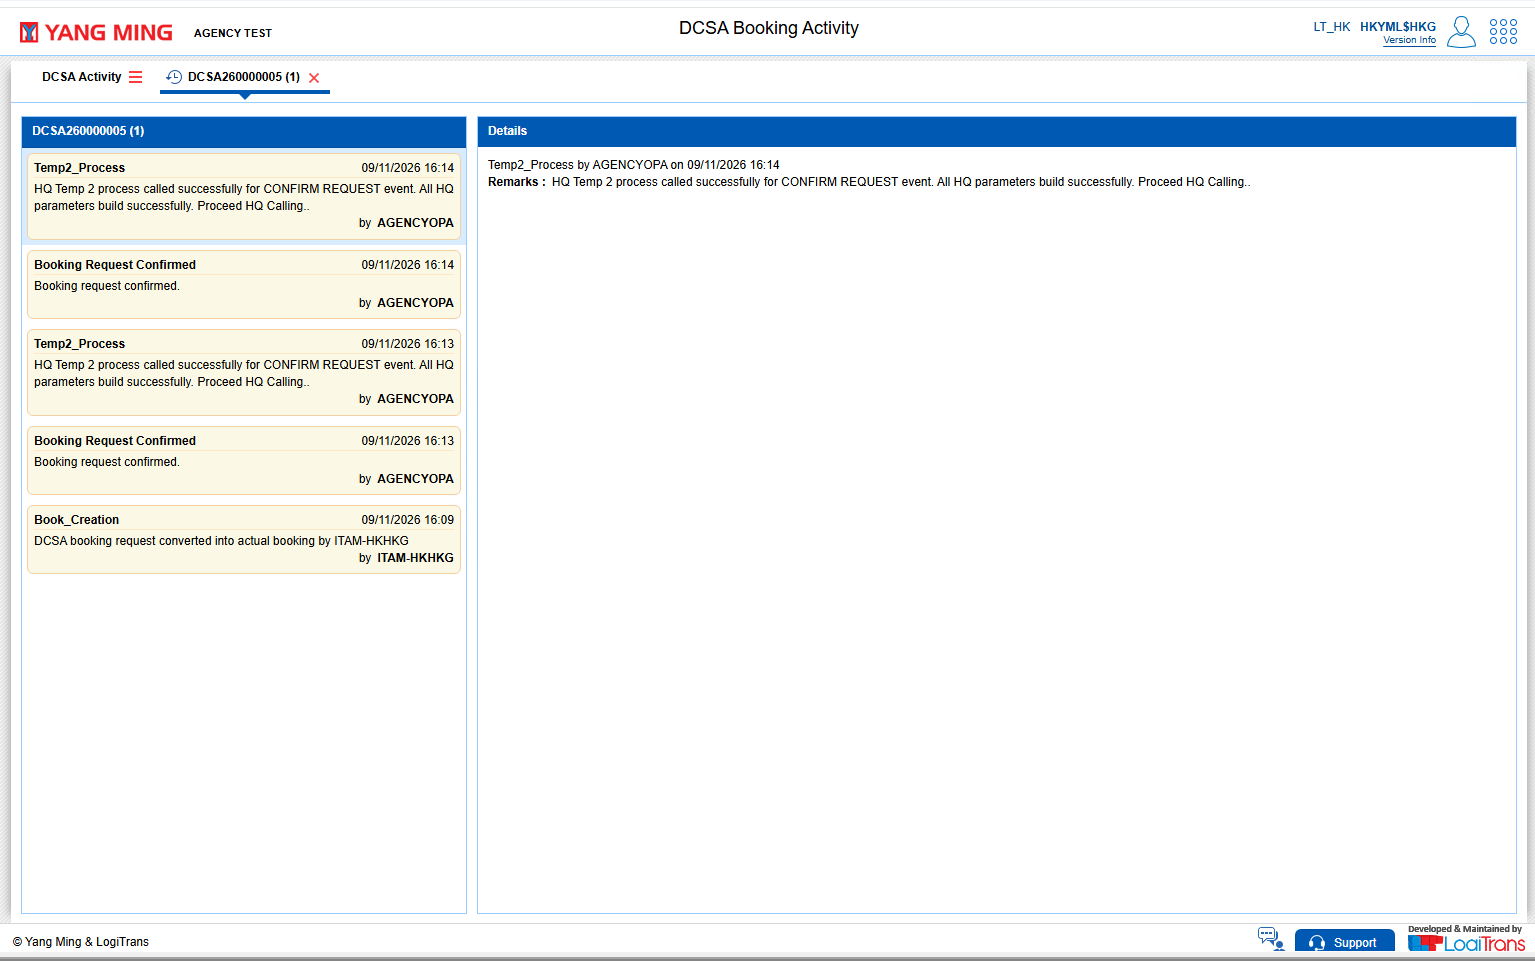 YANG MING
AGENCY TEST
DCSA Booking Activity
LT_HK HKYML$HKG
Version Info
DCSA Activity
DCSA260000005 (1)
DCSA260000005 (1)
Temp2_Process 09/11/2026 16:14
HQ Temp 2 process called successfully for CONFIRM REQUEST event. All HQ
parameters build successfully. Proceed HQ Calling..
by AGENCYOPA
Booking Request Confirmed 09/11/2026 16:14
Booking request confirmed.
by AGENCYOPA
Temp2_Process 09/11/2026 16:13
HQ Temp 2 process called successfully for CONFIRM REQUEST event. All HQ
parameters build successfully. Proceed HQ Calling..
by AGENCYOPA
Booking Request Confirmed 09/11/2026 16:13
Booking request confirmed.
by AGENCYOPA
Book_Creation 09/11/2026 16:09
DCSA booking request converted into actual booking by ITAM-HKHKG
by ITAM-HKHKG
Details
Temp2_Process by AGENCYOPA on 09/11/2026 16:14
Remarks : HQ Temp 2 process called successfully for CONFIRM REQUEST event. All HQ parameters build successfully. Proceed HQ Calling..
© Yang Ming & LogiTrans
Support
Developed & Maintained by
LogiTrans